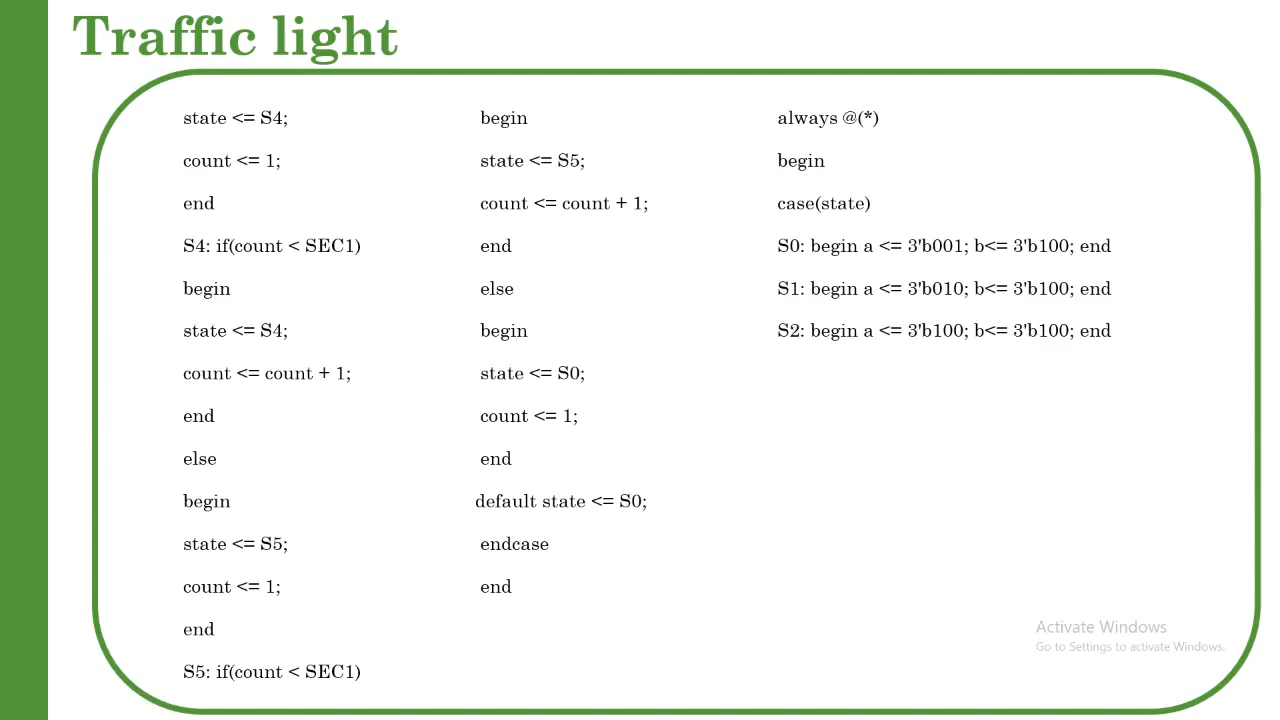 Traffic light
state <= S4;
count <= 1;
end
S4: if(count < SEC1)
begin
state <= S4;
count <= count + 1;
end
else
begin
state <= S5;
count <= 1;
end
S5: if(count < SEC1)
begin
state <= S5;
count <= count + 1;
end
else
begin
state <= S0;
count <= 1;
end
default state <= S0;
endcase
end
always @(*)
begin
case(state)
S0: begin a <= 3'b001; b<= 3'b100; end
S1: begin a <= 3'b010; b<= 3'b100; end
S2: begin a <= 3'b100; b<= 3'b100; end
Activate Windows
Go to Settings to activate Windows.